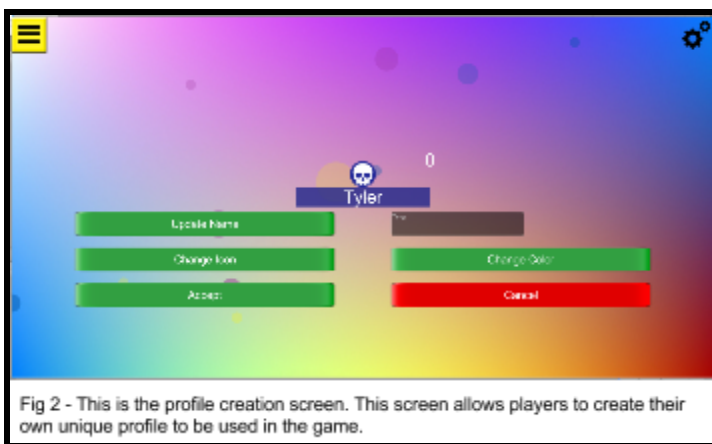 0
Tyler
Update Name
Change Icon
Change Color
Accept
Cancel
Fig 2 - This is the profile creation screen. This screen allows players to create their
own unique profile to be used in the game.